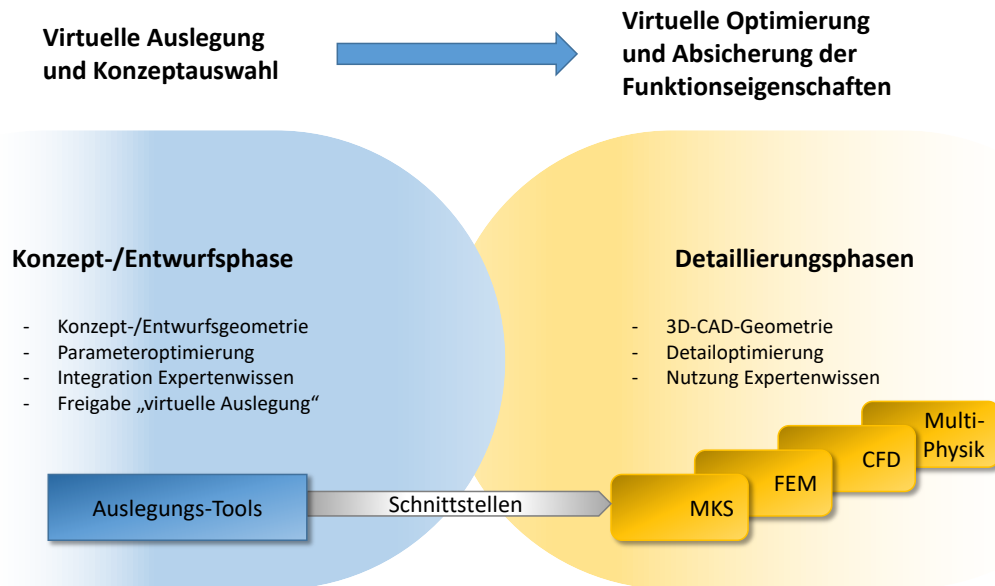 Virtuelle Auslegung
und Konzeptauswahl
Virtuelle Optimierung
und Absicherung der
Funktionseigenschaften
Konzept-/Entwurfsphase
- Konzept-/Entwurfsgeometrie
- Parameteroptimierung
- Integration Expertenwissen
- Freigabe „virtuelle Auslegung“
Auslegungs-Tools
Schnittstellen
Detaillierungsphasen
- 3D-CAD-Geometrie
- Detailoptimierung
- Nutzung Expertenwissen
MKS
FEM
CFD
Multi-
Physik